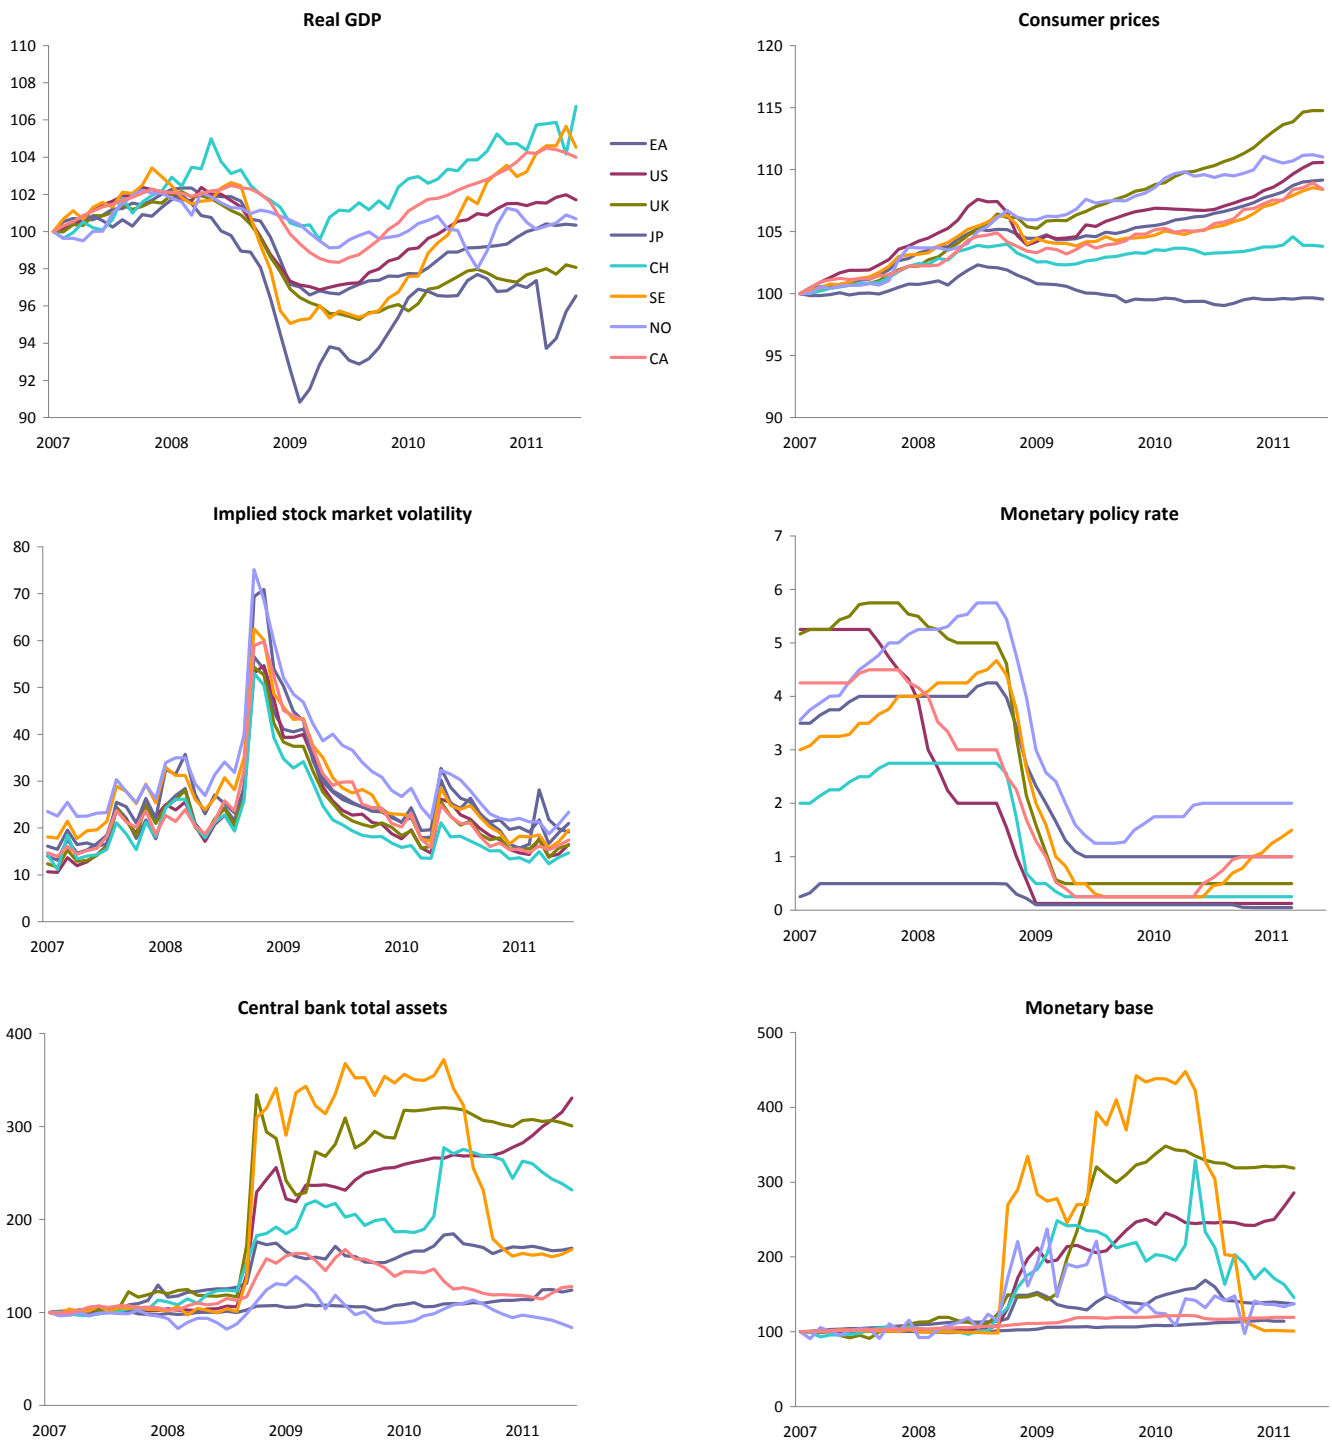 Real GDP
110
108
106
104
102
100
98
96
94
92
90
2007 2008 2009 2010 2011
EA
US
UK
JP
CH
SE
NO
CA
Consumer prices
120
115
110
105
100
95
90
2007 2008 2009 2010 2011
Implied stock market volatility
80
70
60
50
40
30
20
10
0
2007 2008 2009 2010 2011
Monetary policy rate
7
6
5
4
3
2
1
0
2007 2008 2009 2010 2011
Central bank total assets
400
300
200
100
0
2007 2008 2009 2010 2011
Monetary base
500
400
300
200
100
0
2007 2008 2009 2010 2011